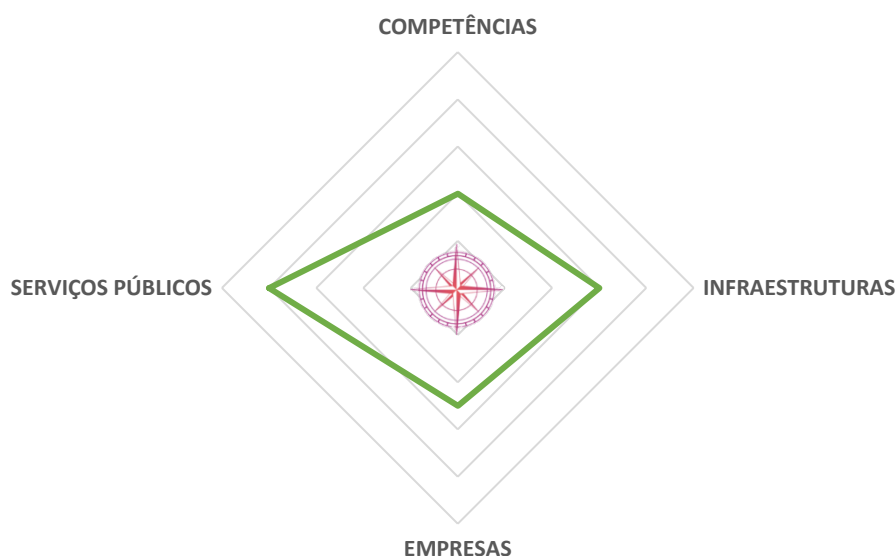 COMPETÊNCIAS
SERVIÇOS PÚBLICOS
INFRAESTRUTURAS
EMPRESAS